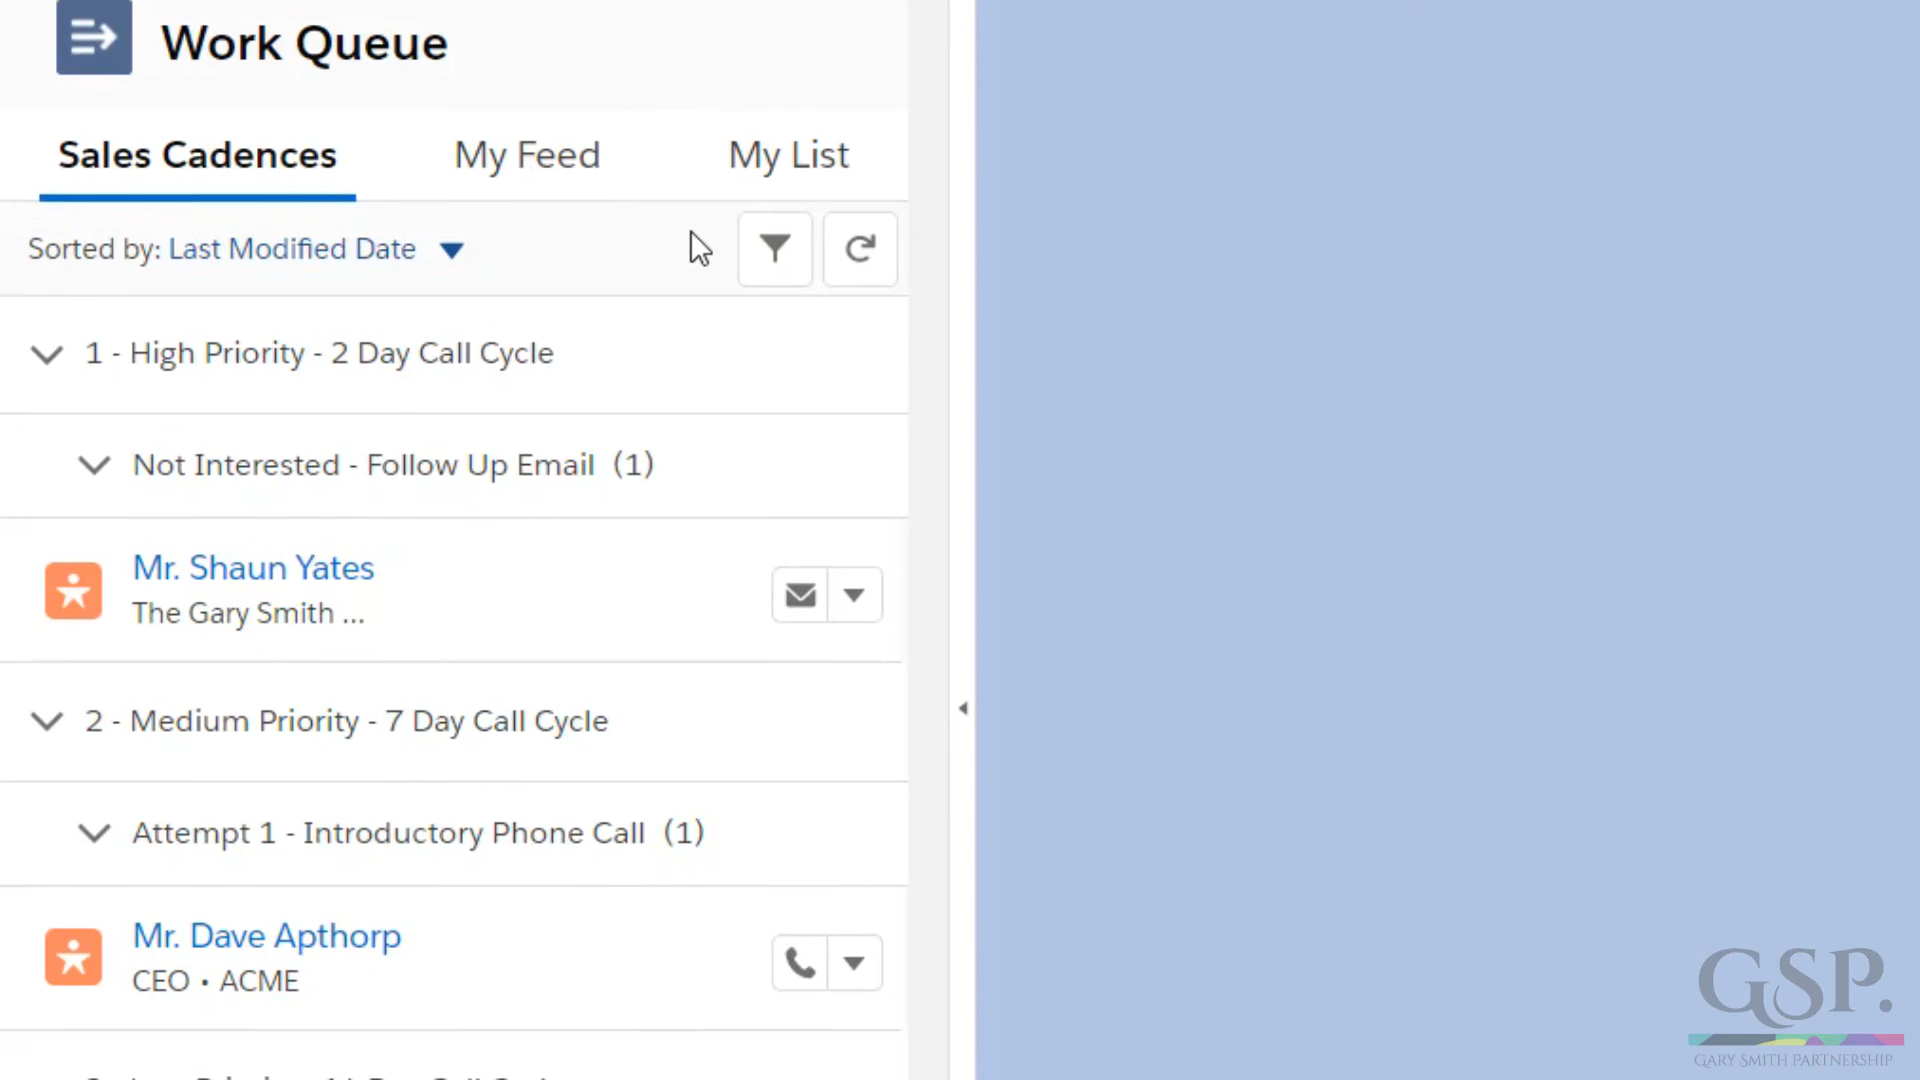 Work Queue
Sales Cadences My Feed My List
Sorted by: Last Modified Date
1 - High Priority - 2 Day Call Cycle
Not Interested - Follow Up Email (1)
Mr. Shaun Yates
The Gary Smith ...
2 - Medium Priority - 7 Day Call Cycle
Attempt 1 - Introductory Phone Call (1)
Mr. Dave Apthorp
CEO • ACME
GSP.
GARY SMITH PARTNERSHIP